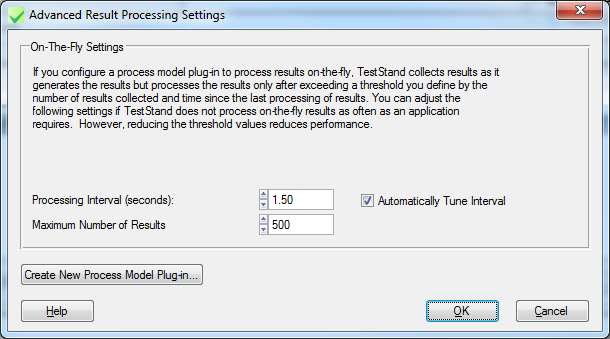 Advanced Result Processing Settings
On-The-Fly Settings
If you configure a process model plug-in to process results on-the-fly, TestStand collects results as it
generates the results but processes the results only after exceeding a threshold you define by the
number of results collected and time since the last processing of results. You can adjust the
following settings if TestStand does not process on-the-fly results as often as an application
requires.  However, reducing the threshold values reduces performance.
Processing Interval (seconds): 1.50 Automatically Tune Interval
Maximum Number of Results 500
Create New Process Model Plug-in...
Help OK Cancel